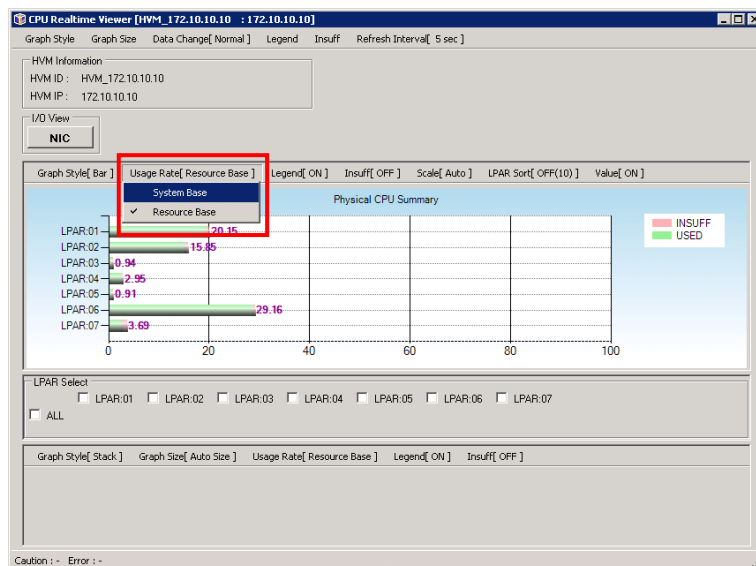 CPU Realtime Viewer [HVM_172.10.10.10 : 172.10.10.10]
Graph Style Graph Size Data Change[ Normal ] Legend Insuff Refresh Interval[ 5 sec ]
HVM Information
HVM ID : HVM_172.10.10.10
HVM IP : 172.10.10.10
I/O View
NIC
Graph Style[ Bar ] Usage Rate[ Resource Base ] Legend[ ON ] Insuff[ OFF ] Scale[ Auto ] LPAR Sort[ OFF(10) ] Value[ ON ]
System Base
Resource Base
Physical CPU Summary
INSUFF
USED
LPAR:01 20.15
LPAR:02 15.85
LPAR:03 0.94
LPAR:04 2.95
LPAR:05 0.91
LPAR:06 29.16
LPAR:07 3.69
0 20 40 60 80 100
LPAR Select
LPAR:01 LPAR:02 LPAR:03 LPAR:04 LPAR:05 LPAR:06 LPAR:07
ALL
Graph Style[ Stack ] Graph Size[ Auto Size ] Usage Rate[ Resource Base ] Legend[ ON ] Insuff[ OFF ]
Caution : - Error : -